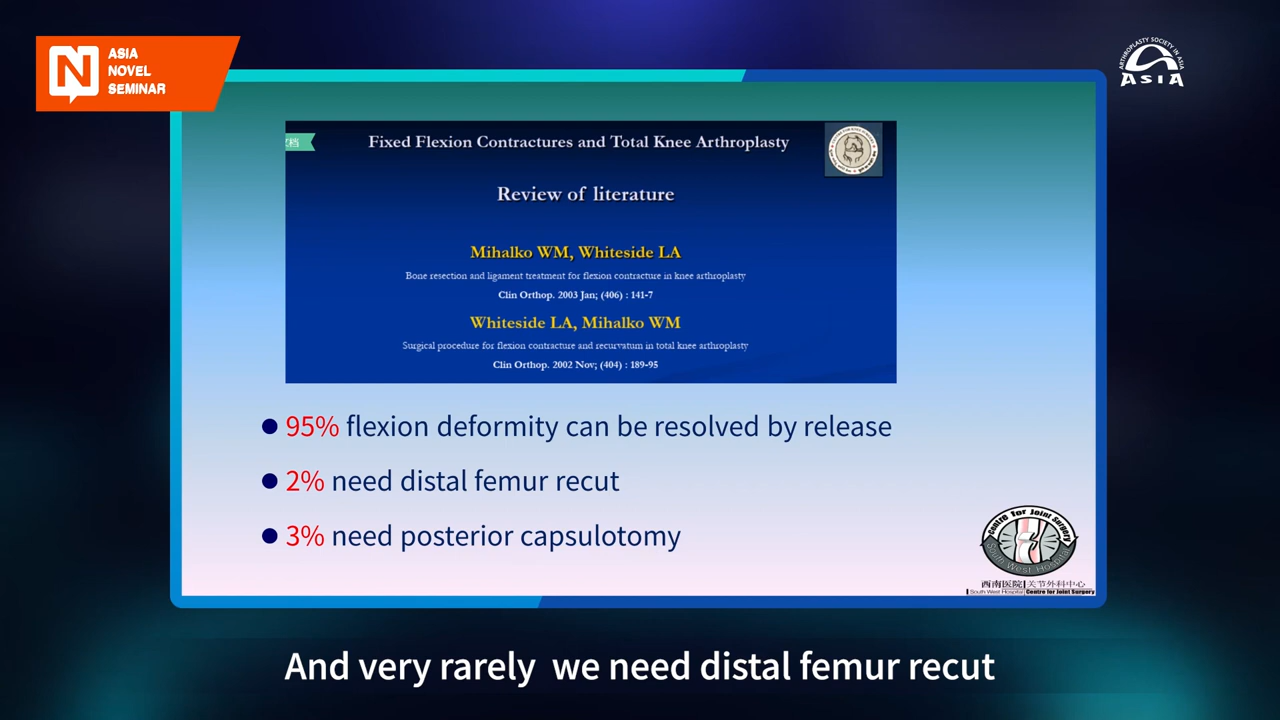 ASIA
NOVEL
SEMINAR
ARTHROPLASTY SOCIETY IN ASIA
ASIA
档
Fixed Flexion Contractures and Total Knee Arthroplasty
Review of literature
Mihalko WM, Whiteside LA
Bone resection and ligament treatment for flexion contracture in knee arthroplasty
Clin Orthop. 2003 Jan; (406) : 141-7
Whiteside LA, Mihalko WM
Surgical procedure for flexion contracture and recurvatum in total knee arthroplasty
Clin Orthop. 2002 Nov; (404) : 189-95
● 95% flexion deformity can be resolved by release
● 2% need distal femur recut
● 3% need posterior capsulotomy
Centre for Joint Surgery
South West Hospital
西南医院 关节外科中心
South West Hospital Centre for Joint Surgery
And very rarely we need distal femur recut